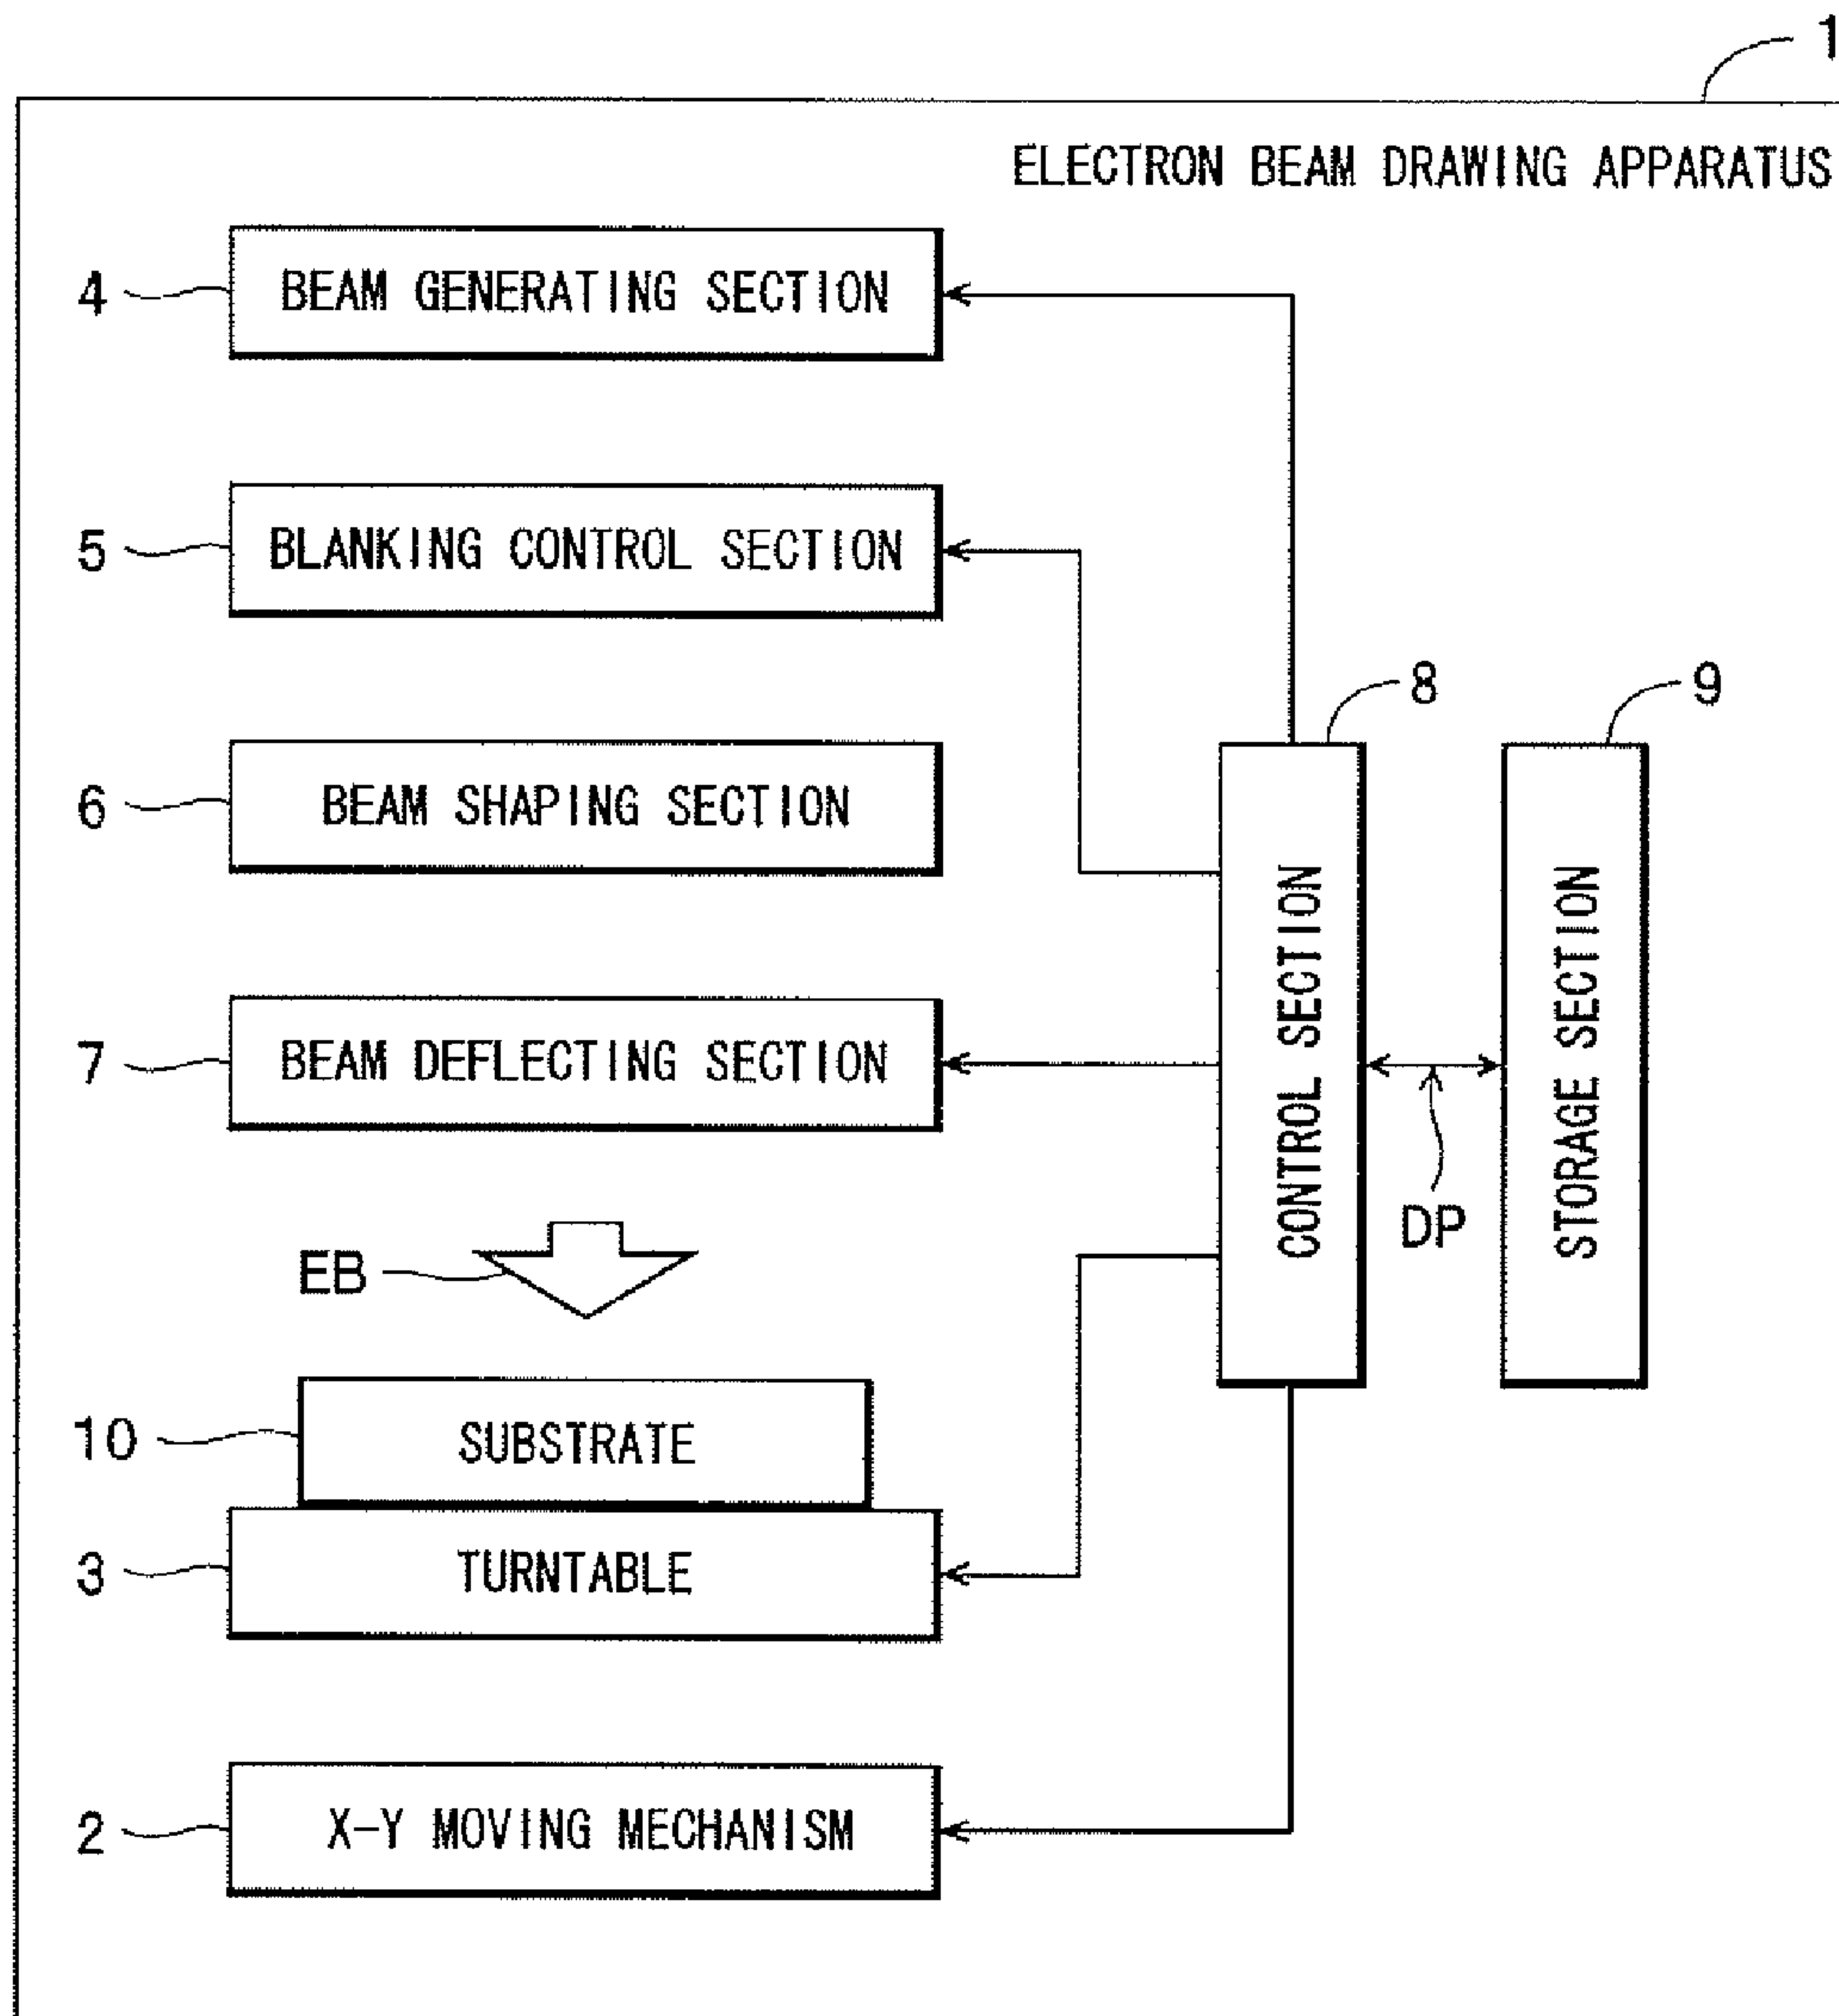 1
ELECTRON BEAM DRAWING APPARATUS
4 BEAM GENERATING SECTION
5 BLANKING CONTROL SECTION
8 9
6 BEAM SHAPING SECTION
CONTROL SECTION
STORAGE SECTION
7 BEAM DEFLECTING SECTION
DP
EB
10 SUBSTRATE
3 TURNTABLE
2 X-Y MOVING MECHANISM